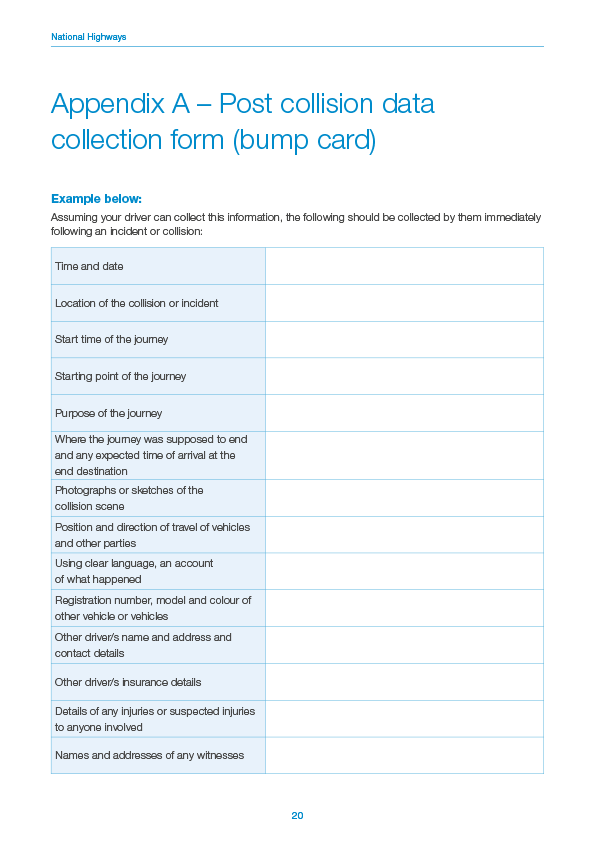 National Highways
Appendix A – Post collision data
collection form (bump card)
Example below:
Assuming your driver can collect this information, the following should be collected by them immediately
following an incident or collision:
Time and date
Location of the collision or incident
Start time of the journey
Starting point of the journey
Purpose of the journey
Where the journey was supposed to end
and any expected time of arrival at the
end destination
Photographs or sketches of the
collision scene
Position and direction of travel of vehicles
and other parties
Using clear language, an account
of what happened
Registration number, model and colour of
other vehicle or vehicles
Other driver/s name and address and
contact details
Other driver/s insurance details
Details of any injuries or suspected injuries
to anyone involved
Names and addresses of any witnesses
20